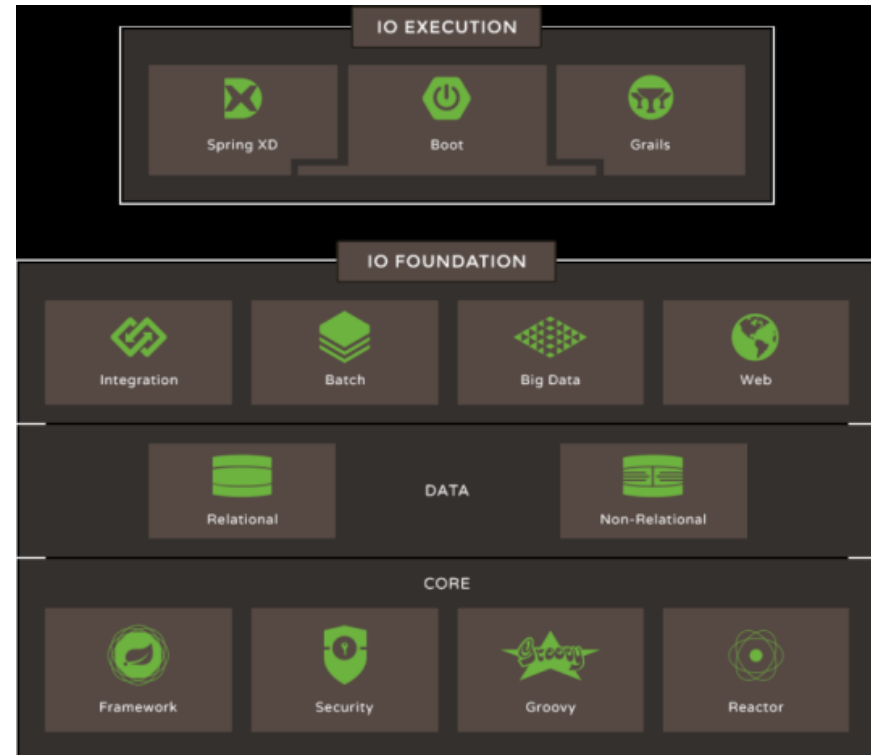 IO EXECUTION
Spring XD Boot Grails
IO FOUNDATION
Integration Batch Big Data Web
DATA
Relational Non-Relational
CORE
Groovy
Framework Security Groovy Reactor